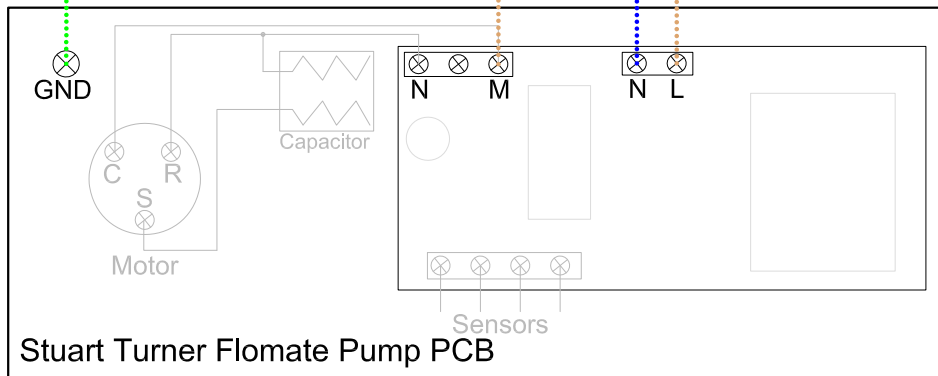 GND
N M
N L
Capacitor
C R
S
Motor
Sensors
Stuart Turner Flomate Pump PCB